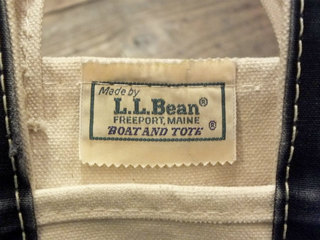 Made by
L.L.Bean®
FREEPORT, MAINE
BOAT AND TOTE ®